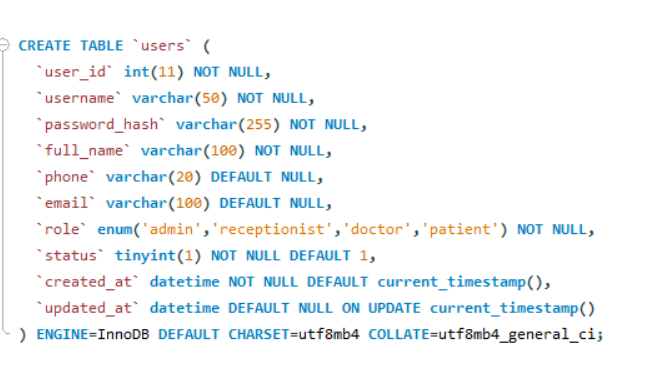 CREATE TABLE `users` (
`user_id` int(11) NOT NULL,
`username` varchar(50) NOT NULL,
`password_hash` varchar(255) NOT NULL,
`full_name` varchar(100) NOT NULL,
`phone` varchar(20) DEFAULT NULL,
`email` varchar(100) DEFAULT NULL,
`role` enum('admin','receptionist','doctor','patient') NOT NULL,
`status` tinyint(1) NOT NULL DEFAULT 1,
`created_at` datetime NOT NULL DEFAULT current_timestamp(),
`updated_at` datetime DEFAULT NULL ON UPDATE current_timestamp()
) ENGINE=InnoDB DEFAULT CHARSET=utf8mb4 COLLATE=utf8mb4_general_ci;